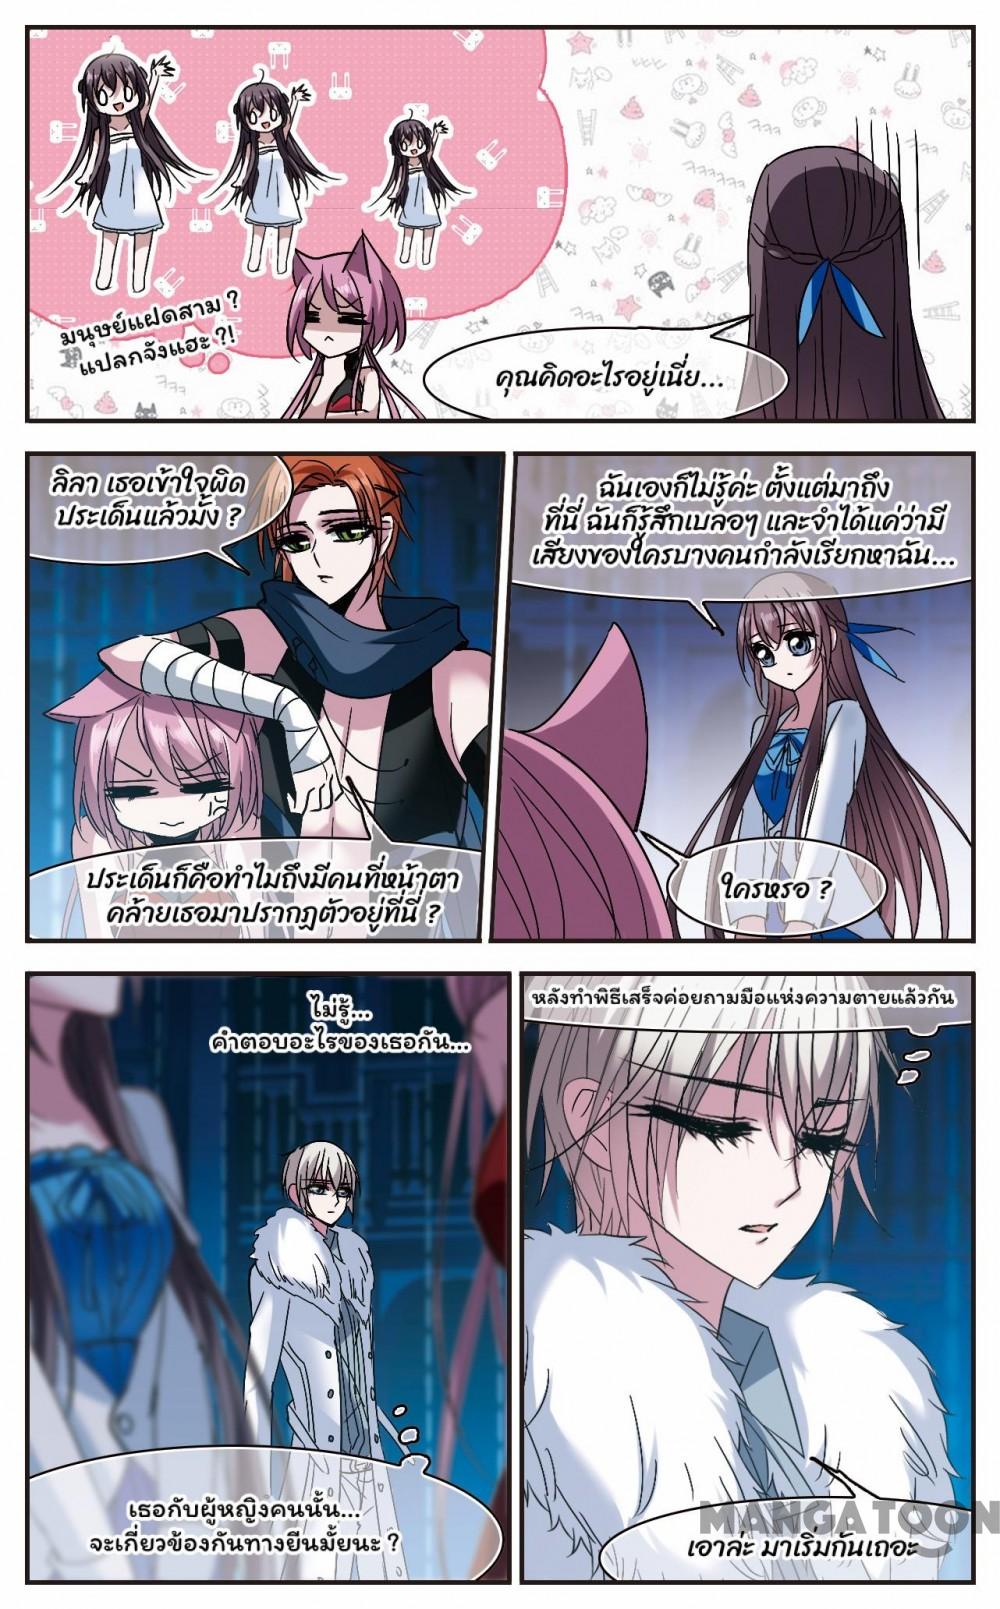 มนุษย์แฝดสาม ?
แปลกจังแฮะ ?!
คุณคิดอะไรอยู่เนี่ย...
ลิลา เธอเข้าใจผิด
ประเด็นแล้วมั้ง ?
ประเด็นก็คือทำไมถึงมีคนที่หน้าตา
คล้ายเธอมาปรากฏตัวอยู่ที่นี่ ?
ฉันเองก็ไม่รู้ค่ะ ตั้งแต่มาถึง
ที่นี่ ฉันก็รู้สึกเบลอๆ และจำได้แค่ว่ามี
เสียงของใครบางคนกำลังเรียกหาฉัน...
ใครหรอ ?
ไม่รู้...
คำตอบอะไรของเธอกัน...
เธอกับผู้หญิงคนนั้น...
จะเกี่ยวข้องกันทางยีนมั้ยนะ ?
หลังทำพิธีเสร็จค่อยถามมือแห่งความตายแล้วกัน
เอาล่ะ มาเริ่มกันเถอะ
MANGATOON